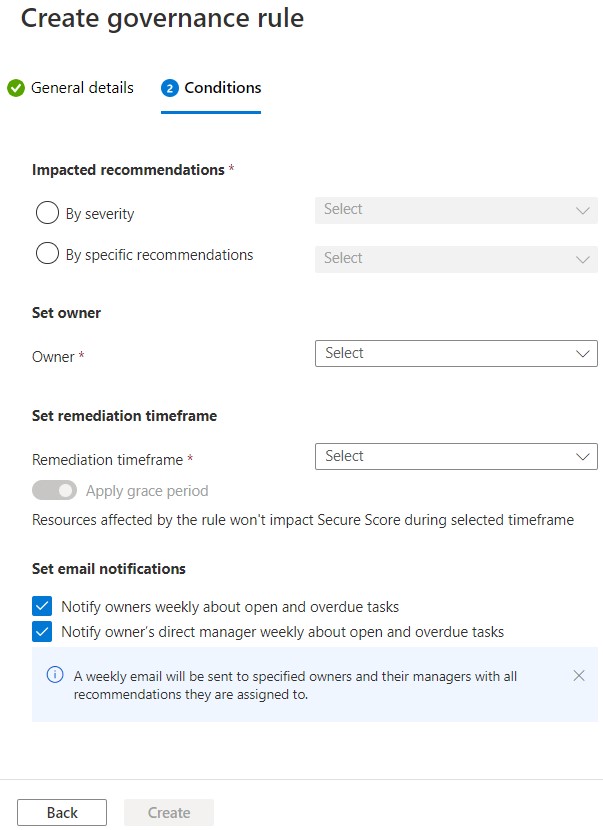 Create governance rule
General details
2 Conditions
Impacted recommendations *
By severity
Select
By specific recommendations
Select
Set owner
Owner *
Select
Set remediation timeframe
Remediation timeframe *
Select
Apply grace period
Resources affected by the rule won't impact Secure Score during selected timeframe
Set email notifications
Notify owners weekly about open and overdue tasks
Notify owner's direct manager weekly about open and overdue tasks
A weekly email will be sent to specified owners and their managers with all
recommendations they are assigned to.
Back
Create